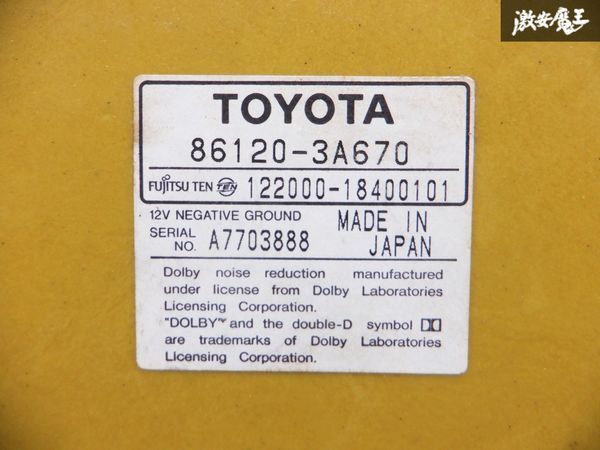 激安魔王
TOYOTA
86120-3A670
FUJITSU TEN TEN 122000-18400101
12V NEGATIVE GROUND
SERIAL NO. A7703888
MADE IN JAPAN
Dolby noise reduction manufactured
under license from Dolby Laboratories
Licensing Corporation.
"DOLBY" and the double-D symbol
are trademarks of Dolby Laboratories
Licensing Corporation.